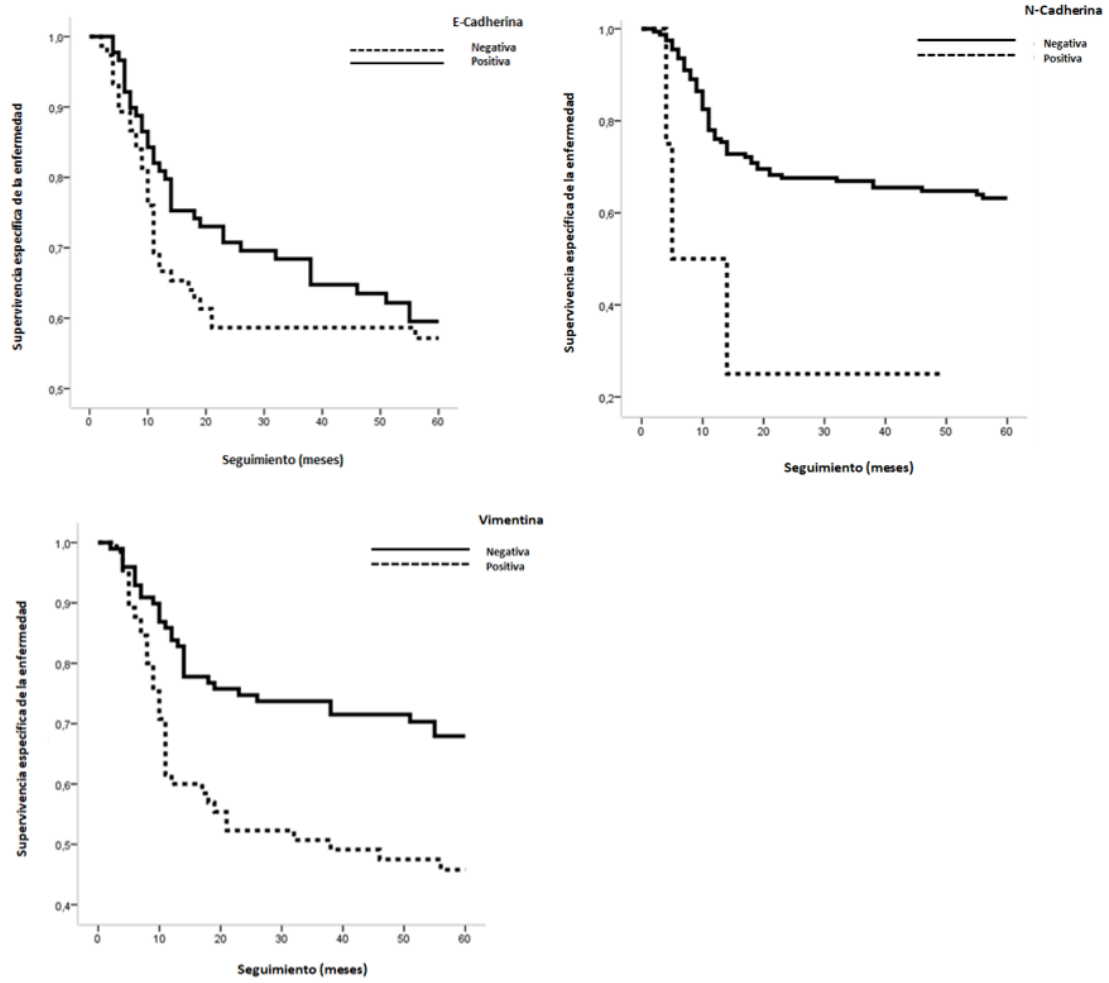 E-Cadherina
Negativa
Positiva
Supervivencia específica de la enfermedad
1,0
0,9
0,8
0,7
0,6
0,5
0 10 20 30 40 50 60
Seguimiento (meses)
N-Cadherina
Negativa
Positiva
Supervivencia específica de la enfermedad
1,0
0,8
0,6
0,4
0,2
0 10 20 30 40 50 60
Seguimiento (meses)
Vimentina
Negativa
Positiva
Supervivencia específica de la enfermedad
1,0
0,9
0,8
0,7
0,6
0,5
0,4
0 10 20 30 40 50 60
Seguimiento (meses)